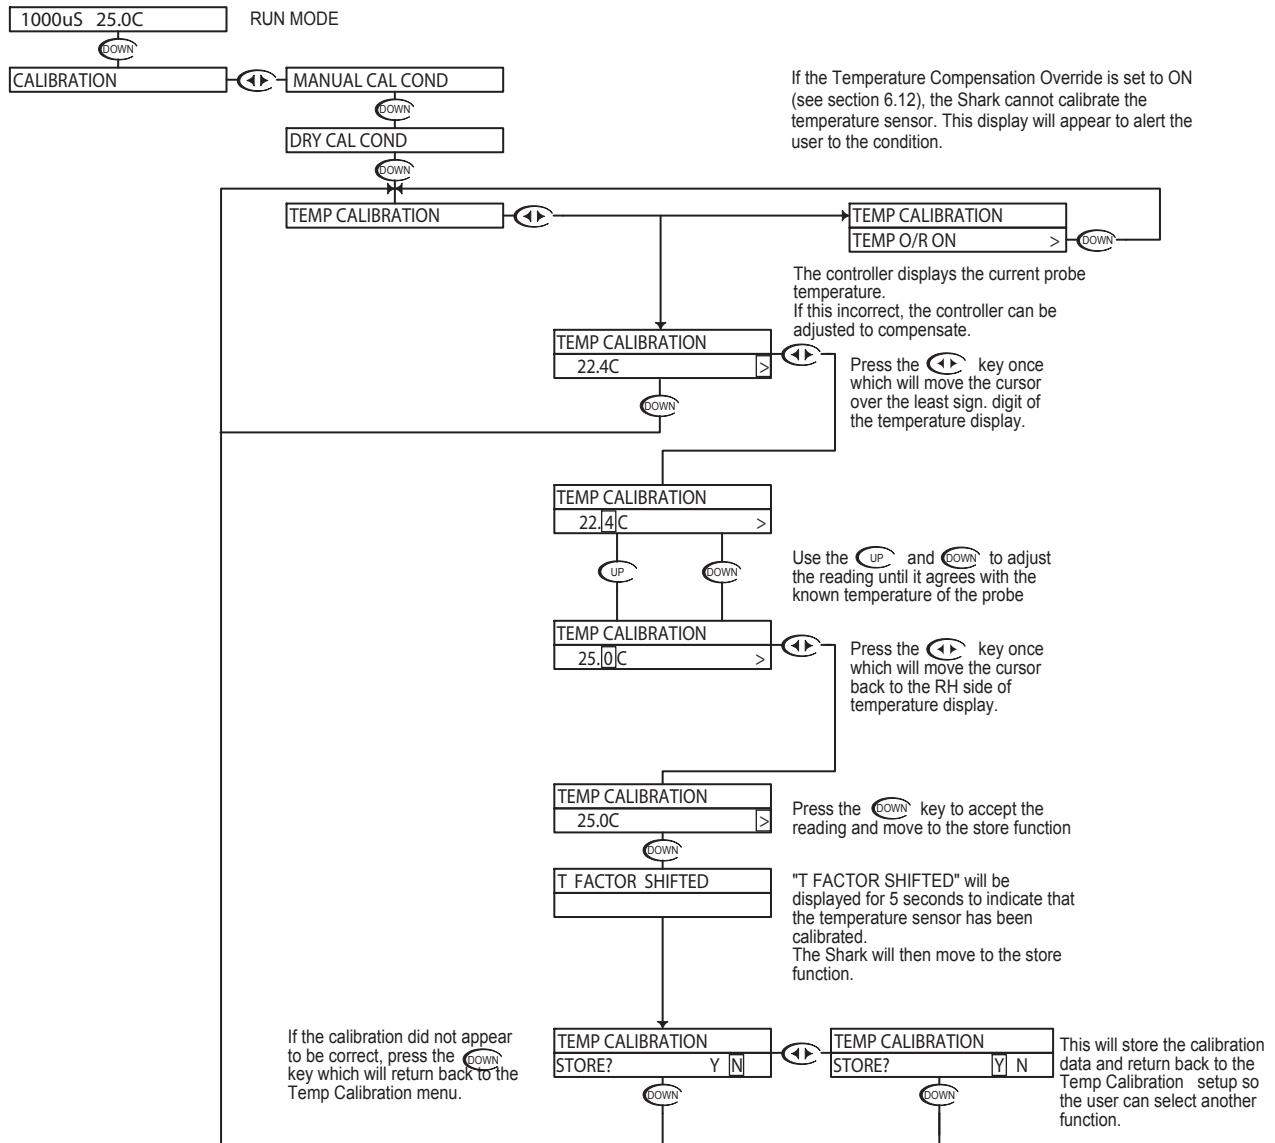 1000uS 25.0C
RUN MODE
DOWN
CALIBRATION
MANUAL CAL COND
DOWN
DRY CAL COND
DOWN
If the Temperature Compensation Override is set to ON
(see section 6.12), the Shark cannot calibrate the
temperature sensor. This display will appear to alert the
user to the condition.
TEMP CALIBRATION
TEMP CALIBRATION
TEMP O/R ON >
DOWN
The controller displays the current probe
temperature.
If this incorrect, the controller can be
adjusted to compensate.
TEMP CALIBRATION
22.4C >
DOWN
Press the key once
which will move the cursor
over the least sign. digit of
the temperature display.
TEMP CALIBRATION
22.4C >
UP
DOWN
Use the UP and DOWN to adjust
the reading until it agrees with the
known temperature of the probe
TEMP CALIBRATION
25.0C >
Press the key once
which will move the cursor
back to the RH side of
temperature display.
TEMP CALIBRATION
25.0C >
Press the DOWN key to accept the
reading and move to the store function
DOWN
T FACTOR SHIFTED
"T FACTOR SHIFTED" will be
displayed for 5 seconds to indicate that
the temperature sensor has been
calibrated.
The Shark will then move to the store
function.
If the calibration did not appear
to be correct, press the DOWN
key which will return back to the
Temp Calibration menu.
TEMP CALIBRATION
STORE? Y N
DOWN
TEMP CALIBRATION
STORE? Y N
DOWN
This will store the calibration
data and return back to the
Temp Calibration setup so
the user can select another
function.